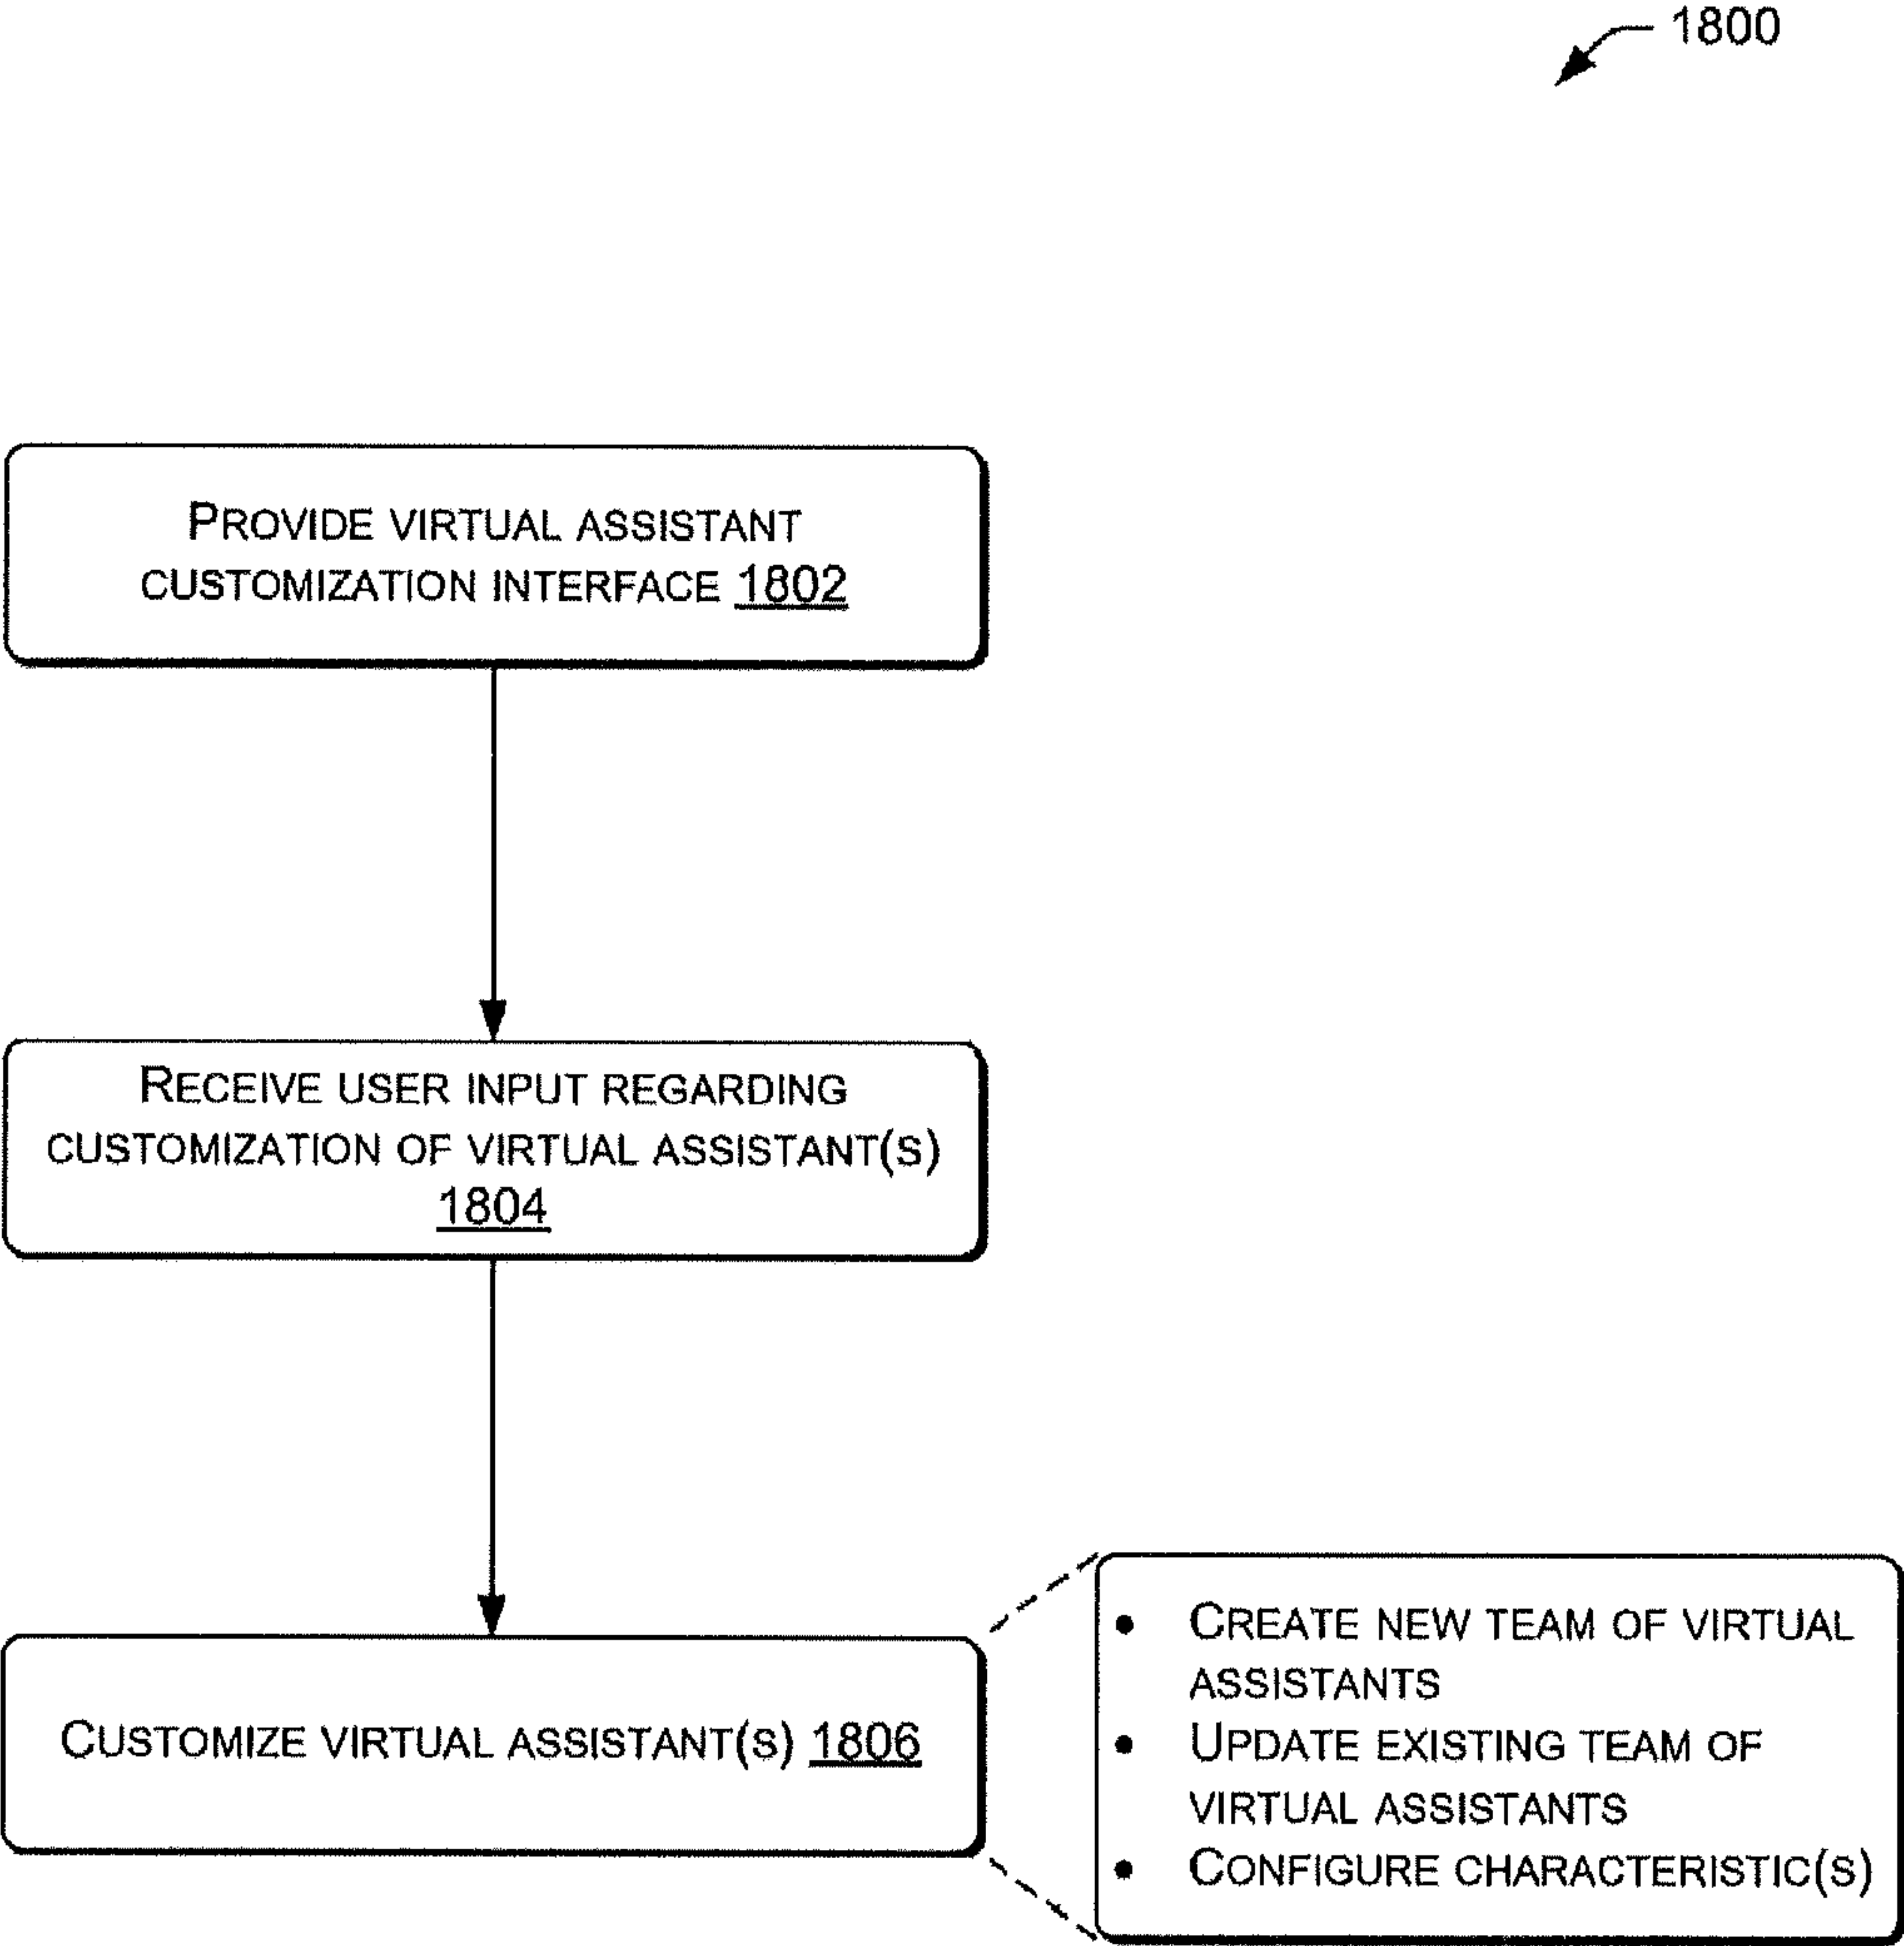 1800
PROVIDE VIRTUAL ASSISTANT
CUSTOMIZATION INTERFACE 1802
RECEIVE USER INPUT REGARDING
CUSTOMIZATION OF VIRTUAL ASSISTANT(S)
1804
CUSTOMIZE VIRTUAL ASSISTANT(S) 1806
• CREATE NEW TEAM OF VIRTUAL
ASSISTANTS
• UPDATE EXISTING TEAM OF
VIRTUAL ASSISTANTS
• CONFIGURE CHARACTERISTIC(S)